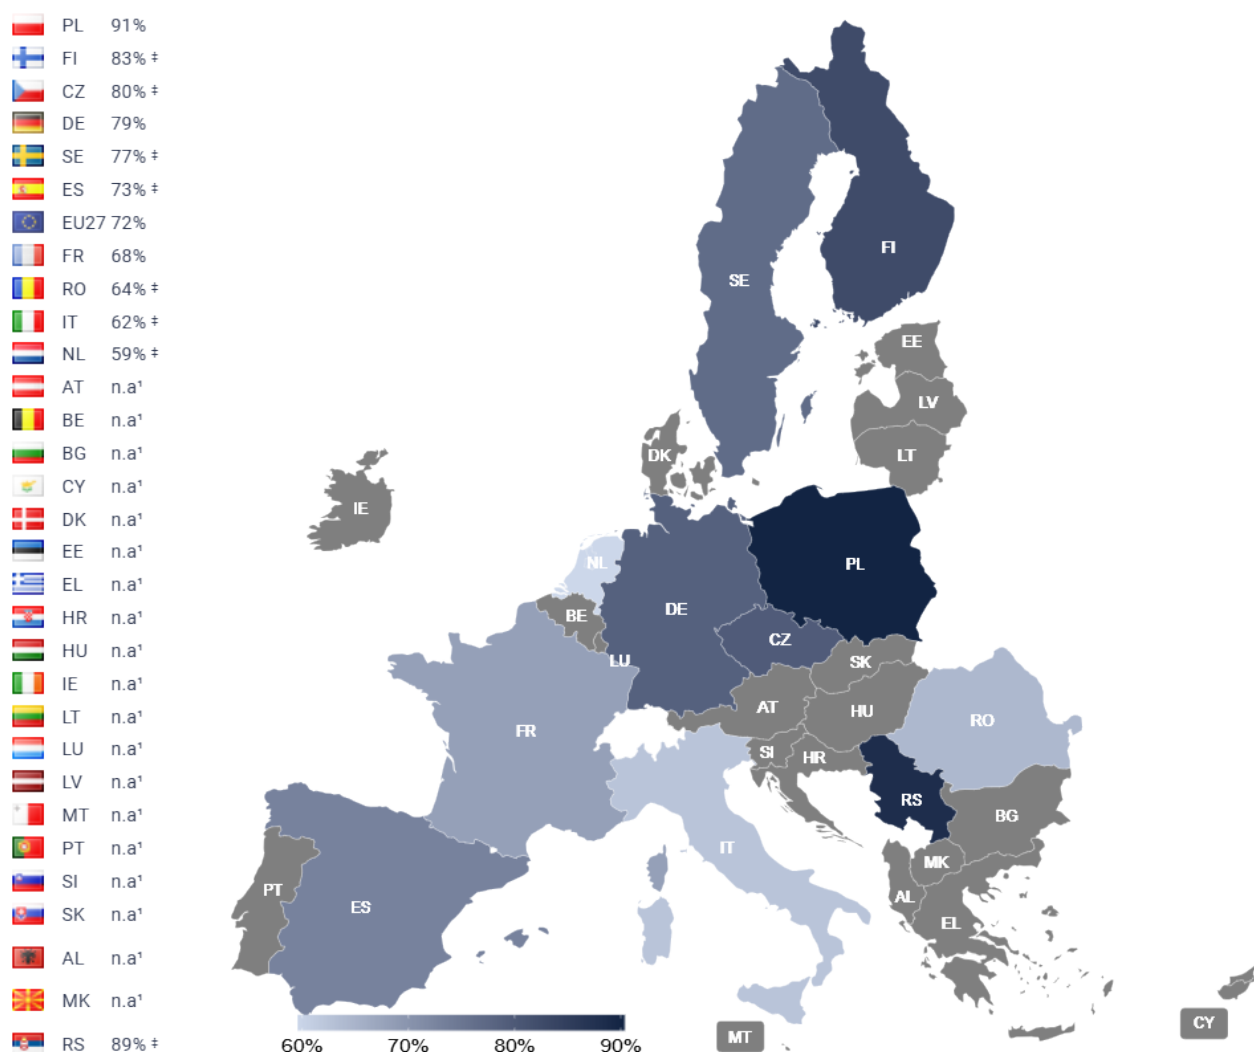 PL 91%
FI 83% ‡
CZ 80% ‡
DE 79%
SE 77% ‡
ES 73% ‡
EU27 72%
FR 68%
RO 64% ‡
IT 62% ‡
NL 59% ‡
AT n.a¹
BE n.a¹
BG n.a¹
CY n.a¹
DK n.a¹
EE n.a¹
EL n.a¹
HR n.a¹
HU n.a¹
IE n.a¹
LT n.a¹
LU n.a¹
LV n.a¹
MT n.a¹
PT n.a¹
SI n.a¹
SK n.a¹
AL n.a¹
MK n.a¹
RS 89% ‡
FI
SE
EE
LV
LT
DK
IE
NL
PL
DE
BE
CZ
LU
SK
AT
HU
RO
FR
SI
HR
RS
BG
IT
MK
PT
AL
ES
EL
CY
MT
60% 70% 80% 90%